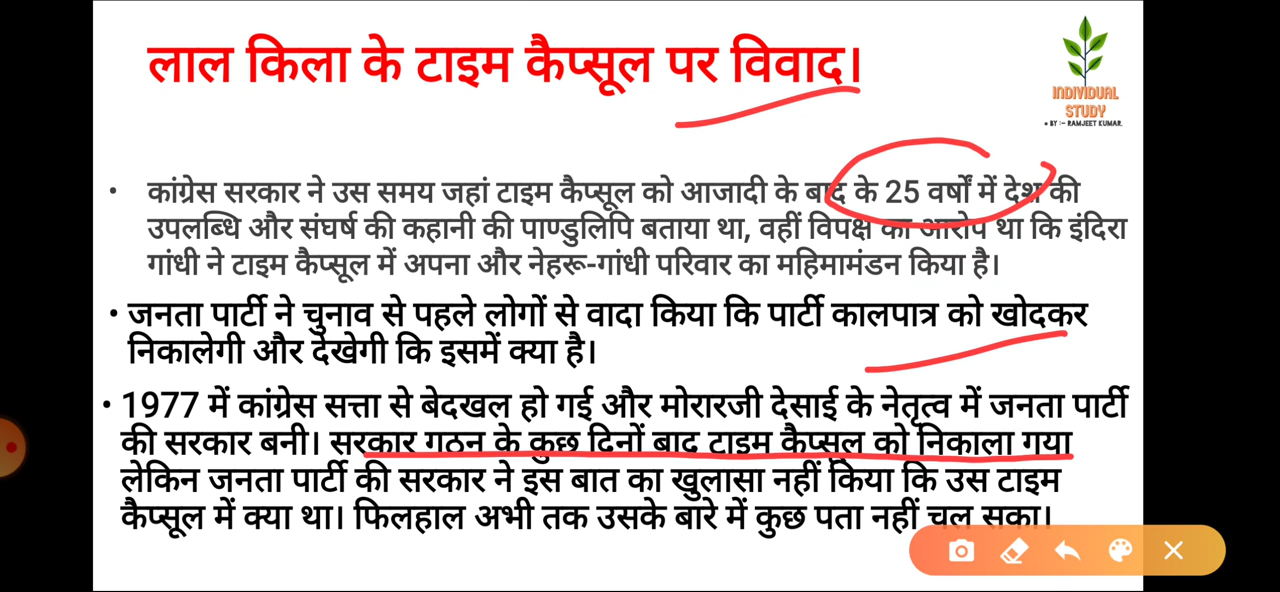 लाल किला के टाइम कैप्सूल पर विवाद।
INDIVIDUAL
STUDY
• BY :- RAMJEET KUMAR.
• कांग्रेस सरकार ने उस समय जहां टाइम कैप्सूल को आजादी के बाद के 25 वर्षों में देश की
उपलब्धि और संघर्ष की कहानी की पाण्डुलिपि बताया था, वहीं विपक्ष का आरोप था कि इंदिरा
गांधी ने टाइम कैप्सूल में अपना और नेहरू-गांधी परिवार का महिमामंडन किया है।
• जनता पार्टी ने चुनाव से पहले लोगों से वादा किया कि पार्टी कालपात्र को खोदकर
निकालेगी और देखेगी कि इसमें क्या है।
• 1977 में कांग्रेस सत्ता से बेदखल हो गई और मोरारजी देसाई के नेतृत्व में जनता पार्टी
की सरकार बनी। सरकार गठन के कुछ दिनों बाद टाइम कैप्सूल को निकाला गया
लेकिन जनता पार्टी की सरकार ने इस बात का खुलासा नहीं किया कि उस टाइम
कैप्सूल में क्या था। फिलहाल अभी तक उसके बारे में कुछ पता नहीं चल सका।